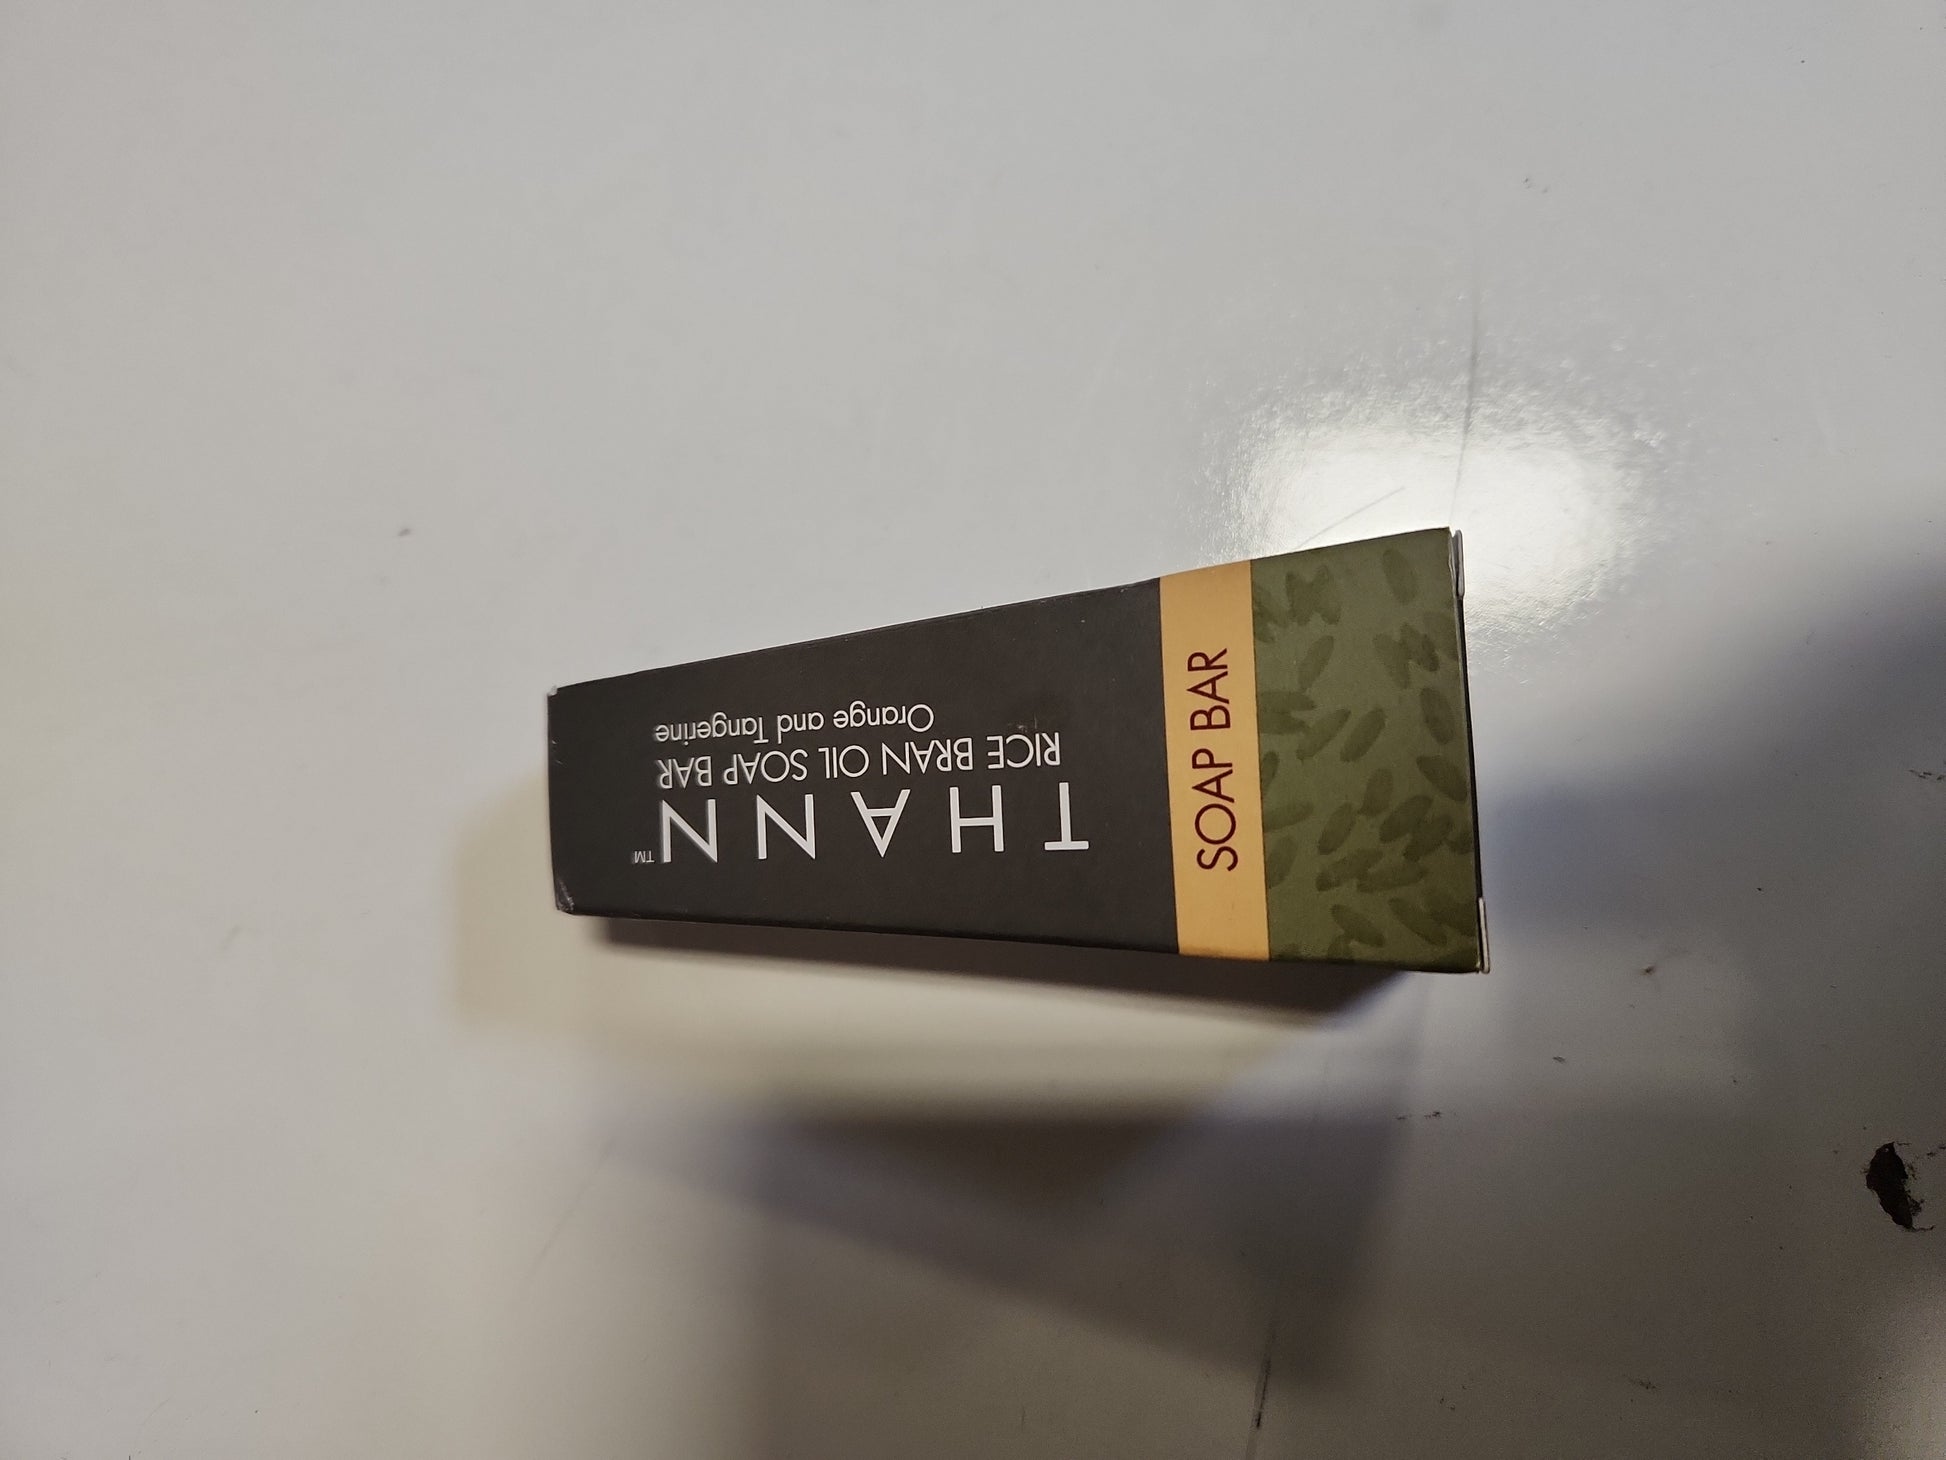 THANN™
RICE BRAN OIL SOAP BAR
Orange and Tangerine
SOAP BAR